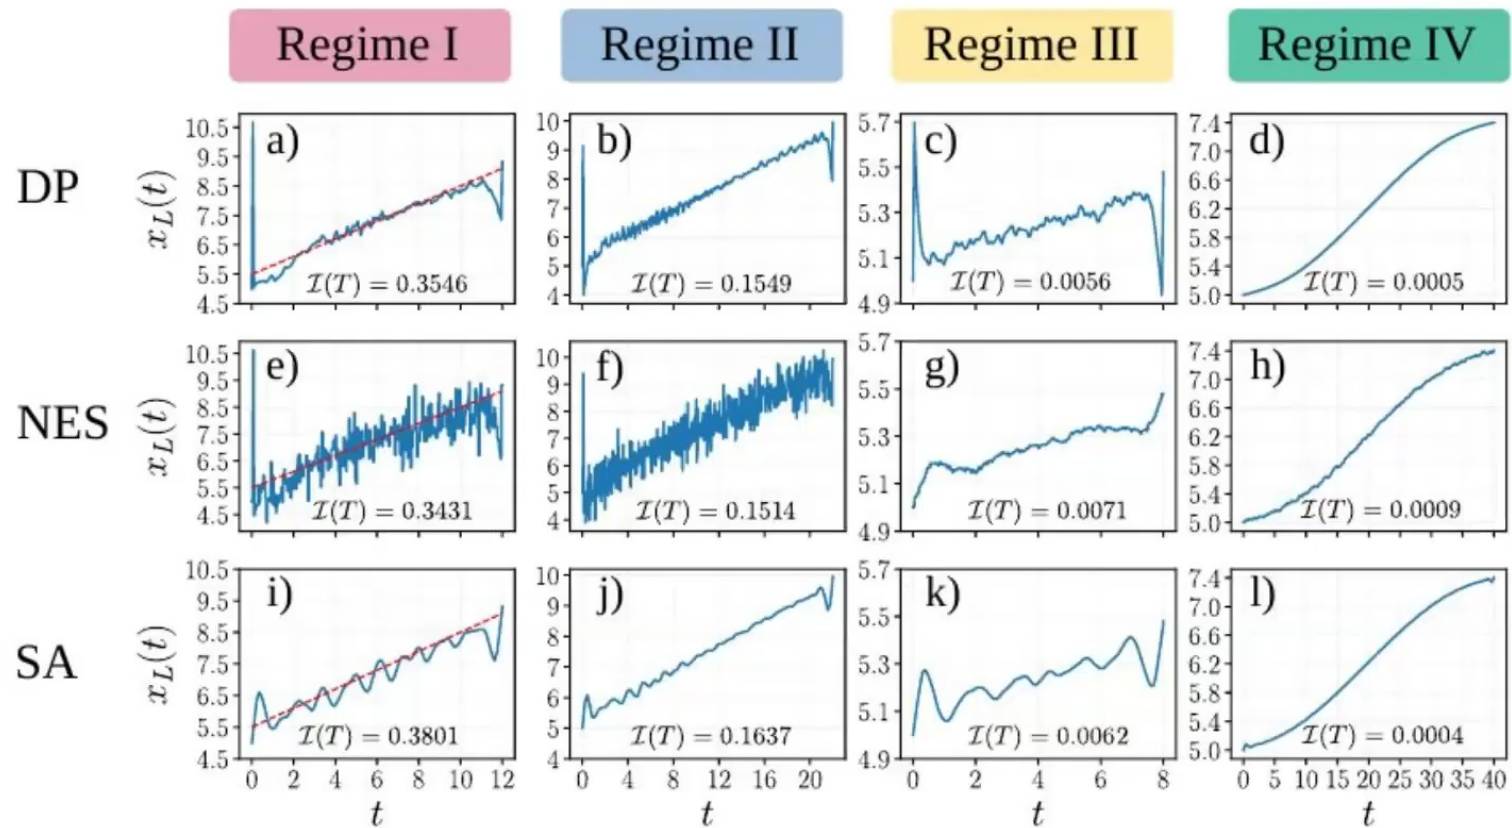 Regime I Regime II Regime III Regime IV
DP
x_L(t)
10.5 9.5 8.5 7.5 6.5 5.5 4.5
a)
I(T) = 0.3546
10 9 8 7 6 5 4
b)
I(T) = 0.1549
5.7 5.5 5.3 5.1 4.9
c)
I(T) = 0.0056
7.4 7.0 6.6 6.2 5.8 5.4 5.0
d)
I(T) = 0.0005
NES
x_L(t)
10.5 9.5 8.5 7.5 6.5 5.5 4.5
e)
I(T) = 0.3431
10 9 8 7 6 5 4
f)
I(T) = 0.1514
5.7 5.5 5.3 5.1 4.9
g)
I(T) = 0.0071
7.4 7.0 6.6 6.2 5.8 5.4 5.0
h)
I(T) = 0.0009
SA
x_L(t)
10.5 9.5 8.5 7.5 6.5 5.5 4.5
i)
I(T) = 0.3801
0 2 4 6 8 10 12
t
10 9 8 7 6 5 4
j)
I(T) = 0.1637
0 4 8 12 16 20
t
5.7 5.5 5.3 5.1 4.9
k)
I(T) = 0.0062
0 2 4 6 8
t
7.4 7.0 6.6 6.2 5.8 5.4 5.0
l)
I(T) = 0.0004
0 5 10 15 20 25 30 35 40
t